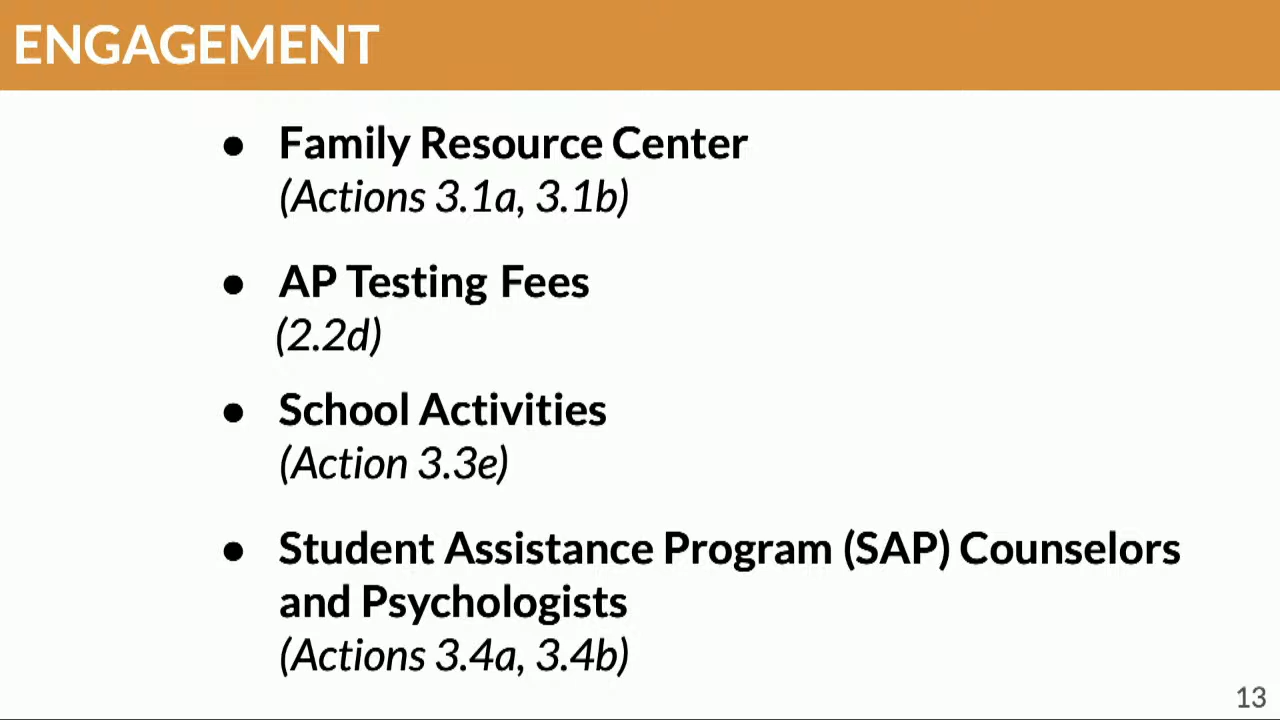 ENGAGEMENT
● Family Resource Center
(Actions 3.1a, 3.1b)
● AP Testing Fees
(2.2d)
● School Activities
(Action 3.3e)
● Student Assistance Program (SAP) Counselors
and Psychologists
(Actions 3.4a, 3.4b)
13